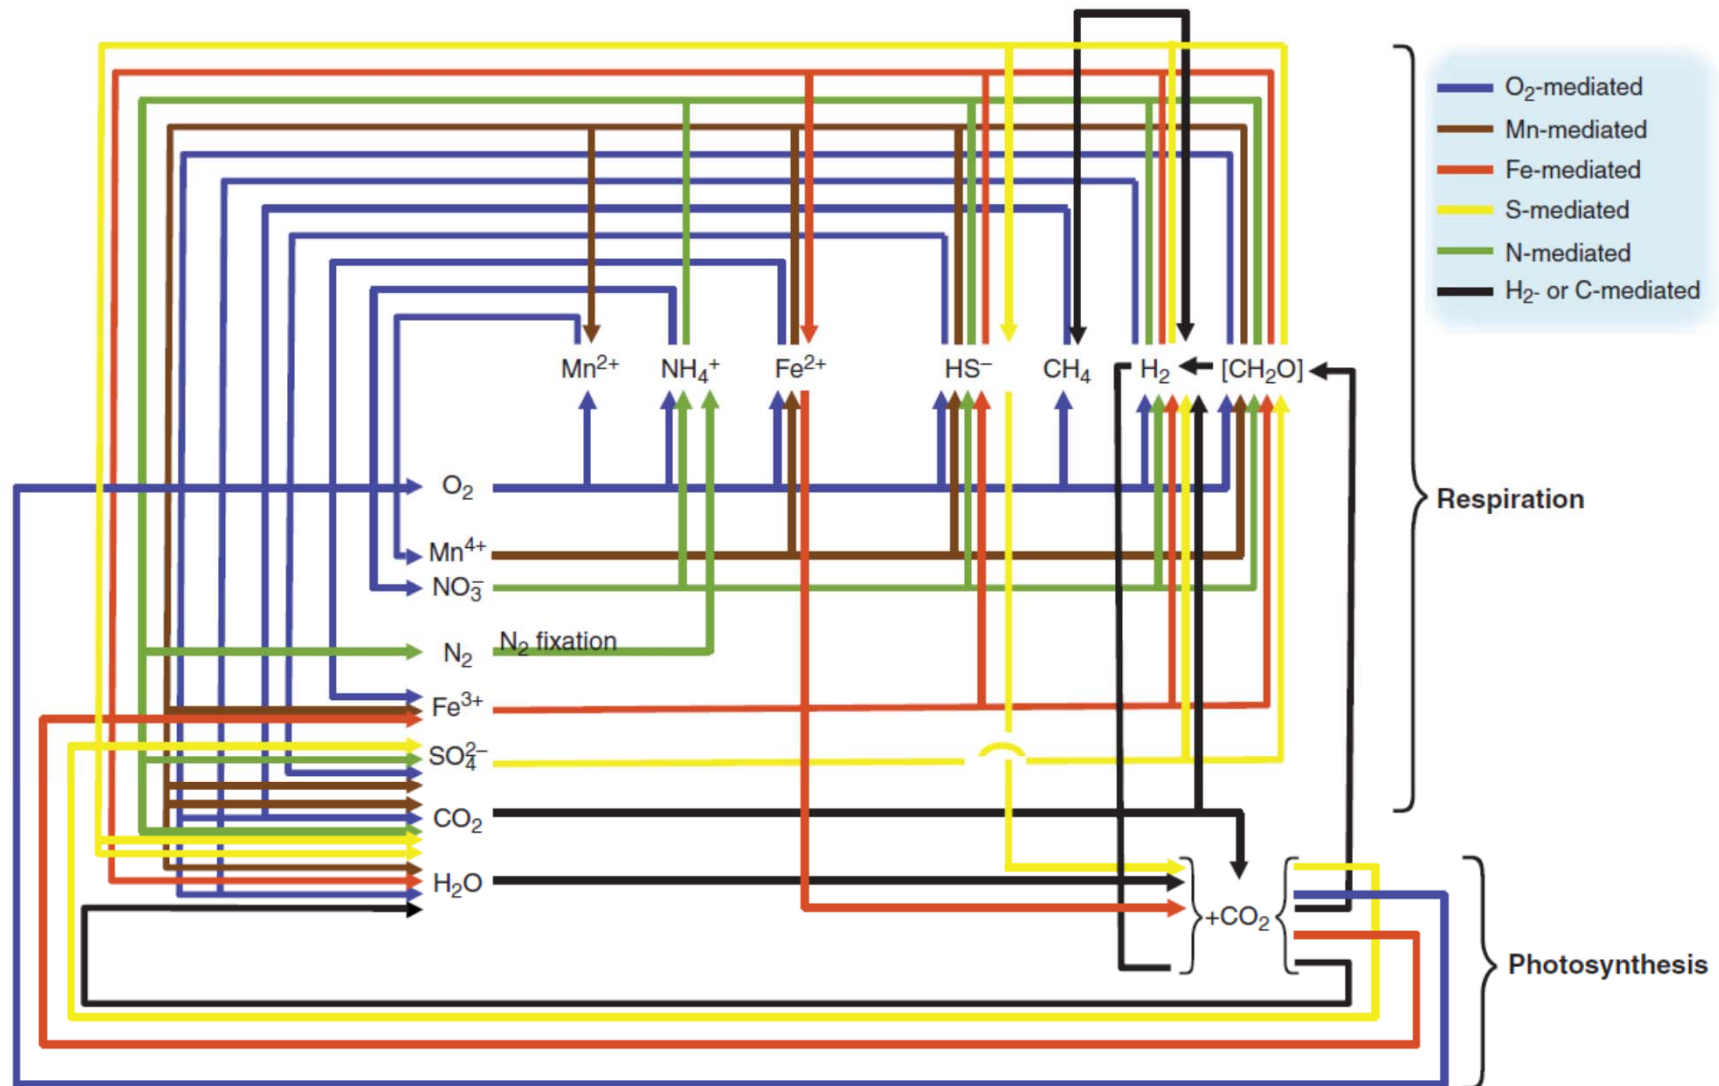 O₂-mediated
Mn-mediated
Fe-mediated
S-mediated
N-mediated
H₂- or C-mediated
Mn²⁺ NH₄⁺ Fe²⁺ HS⁻ CH₄ H₂ [CH₂O]
O₂
Respiration
Mn⁴⁺
NO₃⁻
N₂ N₂ fixation
Fe³⁺
SO₄²⁻
CO₂
H₂O
+CO₂
Photosynthesis